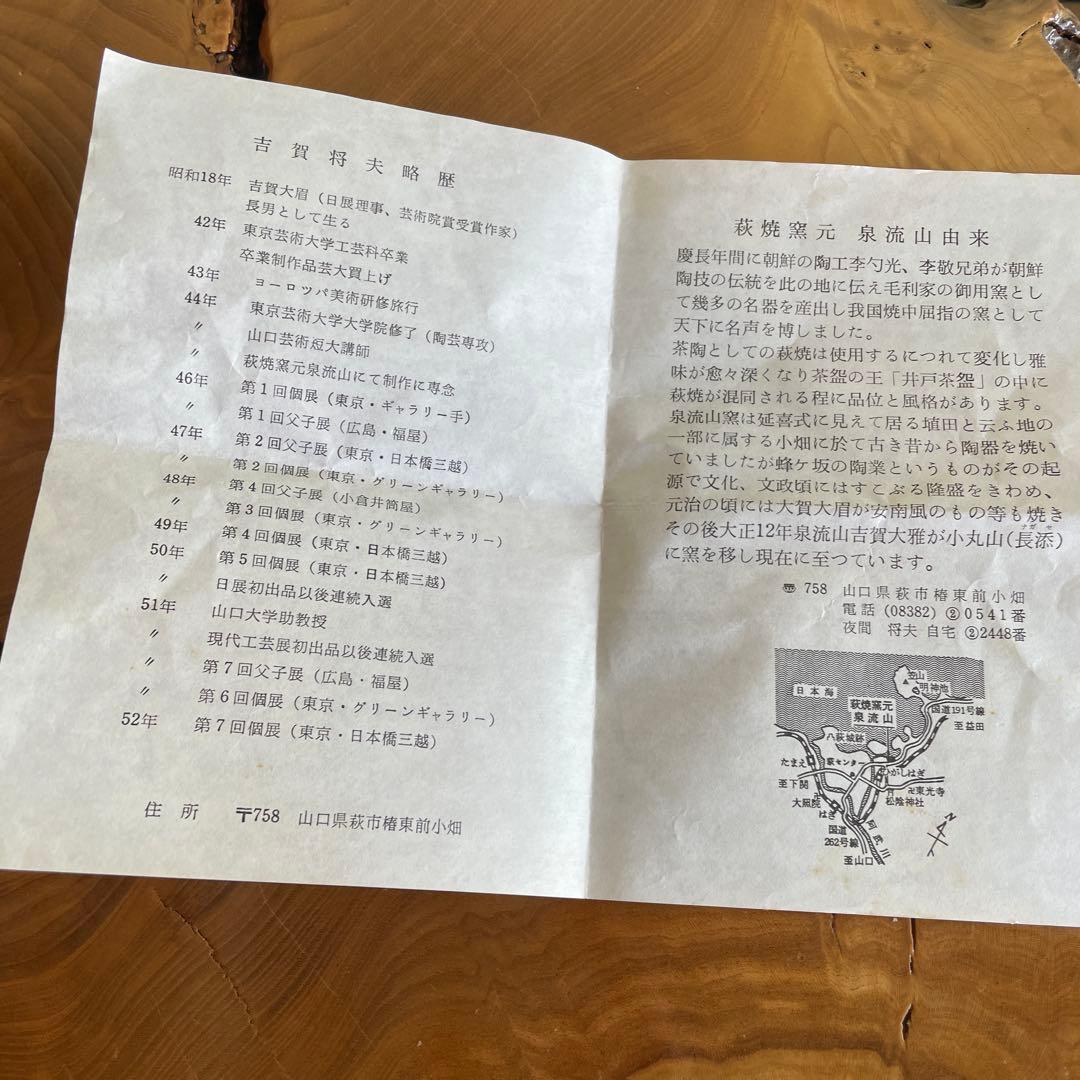 吉賀将夫略歴
昭和18年 吉賀大眉(日展理事、芸術院賞受賞作家)
長男として生る
42年 東京芸術大学工芸科卒業
卒業制作品芸大買上げ
43年 ヨーロツパ美術研修旅行
44年 東京芸術大学大学院修了(陶芸専攻)
〃 山口芸術短大講師
〃 萩焼窯元泉流山にて制作に専念
46年 第1回個展(東京・ギャラリー手)
〃 第1回父子展(広島・福屋)
47年 第2回父子展(東京・日本橋三越)
〃 第2回個展(東京・グリーンギャラリー)
48年 第4回父子展(小倉井筒屋)
〃 第3回個展(東京・グリーンギャラリー)
49年 第4回個展(東京・日本橋三越)
50年 第5回個展(東京・日本橋三越)
〃 日展初出品以後連続入選
51年 山口大学助教授
〃 現代工芸展初出品以後連続入選
〃 第7回父子展(広島・福屋)
〃 第6回個展(東京・グリーンギャラリー)
52年 第7回個展(東京・日本橋三越)
住所 〒758 山口県萩市椿東前小畑
萩焼窯元 泉流山由来
慶長年間に朝鮮の陶工李勺光、李敬兄弟が朝鮮
陶技の伝統を此の地に伝え毛利家の御用窯とし
て幾多の名器を産出し我国焼中屈指の窯として
天下に名声を博しました。
茶陶としての萩焼は使用するにつれて変化し雅
味が愈々深くなり茶盌の王「井戸茶盌」の中に
萩焼が混同される程に品位と風格があります。
泉流山窯は延喜式に見えて居る埴田と云ふ地の
一部に属する小畑に於て古き昔から陶器を焼い
ていましたが蜂ケ坂の陶業というものがその起
源で文化、文政頃にはすこぶる隆盛をきわめ、
元治の頃には大賀大眉が安南風のもの等も焼き
その後大正12年泉流山吉賀大雅が小丸山(長添)
ナガ セ
に窯を移し現在に至つています。
〠 758 山口県萩市椿東前小畑
電話 (08382) ②0541番
夜間 将夫 自宅 ②2448番
笠山
明神池
日本海
萩焼窯元
泉流山
国道191号線
至益田
八萩城跡
たまえ
萩センター
ひがしはぎ
至下関
卍東光寺
大照院
卍
松陰神社
はぎ
国道
262号線
阿武川
至山口
N